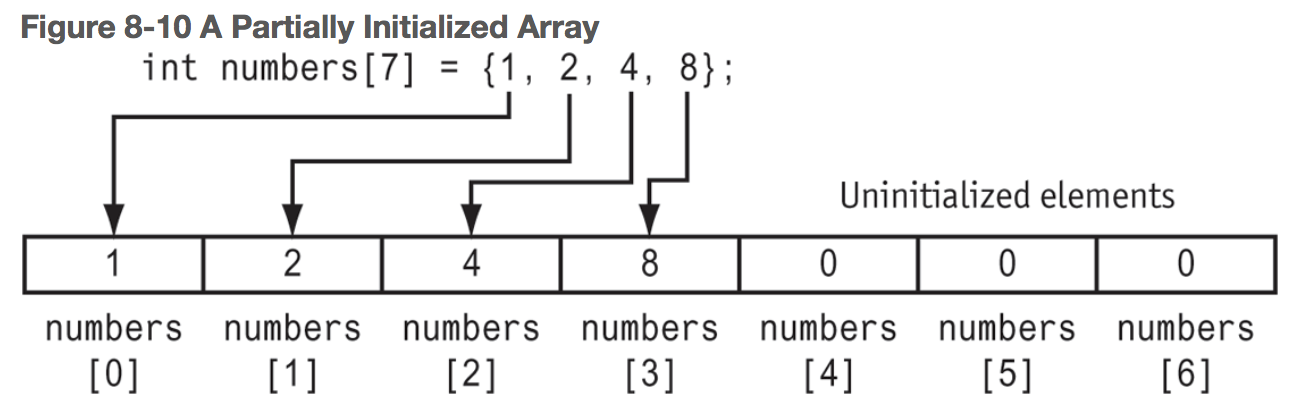 Figure 8-10 A Partially Initialized Array
int numbers[7] = {1, 2, 4, 8};
Uninitialized elements
1 2 4 8 0 0 0
numbers numbers numbers numbers numbers numbers numbers
[0] [1] [2] [3] [4] [5] [6]